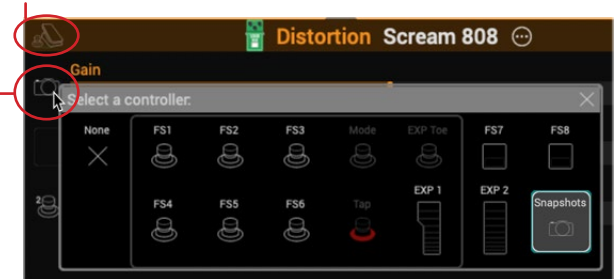 Distortion Scream 808
Gain
Select a controller:
None FS1 FS2 FS3 Mode EXP Toe FS7 FS8
FS4 FS5 FS6 Tap EXP 1 EXP 2 Snapshots
2